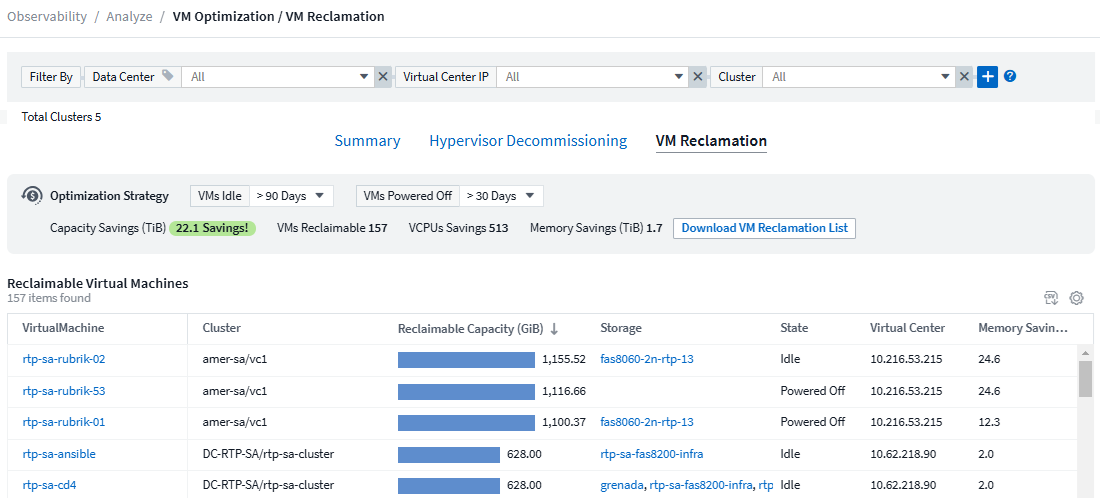 Observability / Analyze / VM Optimization / VM Reclamation
Filter By Data Center All Virtual Center IP All Cluster All
Total Clusters 5
Summary Hypervisor Decommissioning VM Reclamation
Optimization Strategy VMs Idle > 90 Days VMs Powered Off > 30 Days
Capacity Savings (TiB) 22.1 Savings! VMs Reclaimable 157 VCPUs Savings 513 Memory Savings (TiB) 1.7 Download VM Reclamation List
Reclaimable Virtual Machines
157 items found
CSV
VirtualMachine Cluster Reclaimable Capacity (GiB) ↓ Storage State Virtual Center Memory Savin...
rtp-sa-rubrik-02 amer-sa/vc1 1,155.52 fas8060-2n-rtp-13 Idle 10.216.53.215 24.6
rtp-sa-rubrik-53 amer-sa/vc1 1,116.66 Powered Off 10.216.53.215 24.6
rtp-sa-rubrik-01 amer-sa/vc1 1,100.37 fas8060-2n-rtp-13 Powered Off 10.216.53.215 12.3
rtp-sa-ansible DC-RTP-SA/rtp-sa-cluster 628.00 rtp-sa-fas8200-infra Idle 10.62.218.90 2.0
rtp-sa-cd4 DC-RTP-SA/rtp-sa-cluster 628.00 grenada, rtp-sa-fas8200-infra, rtp Idle 10.62.218.90 2.0